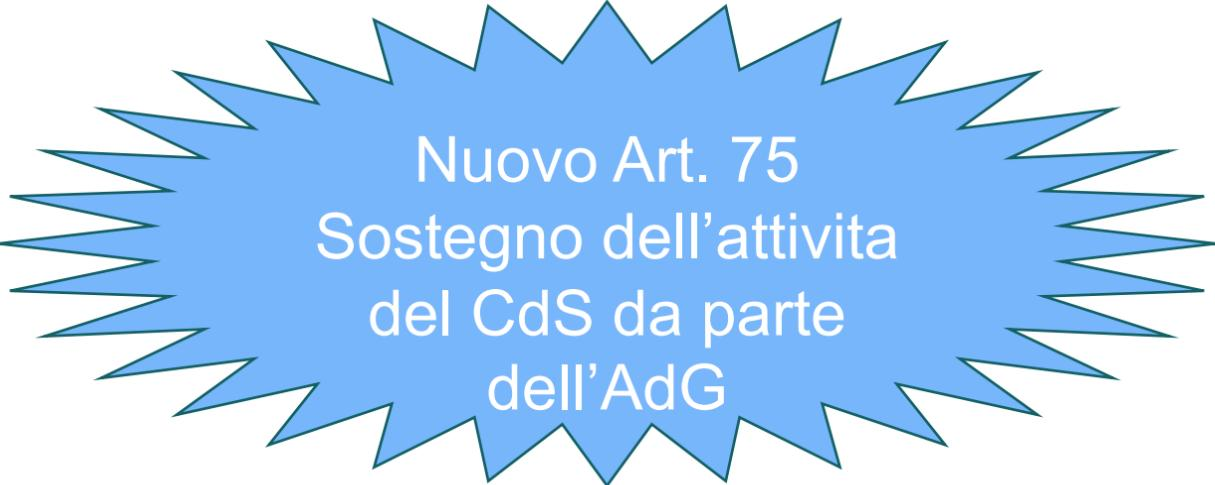 Nuovo Art. 75
Sostegno dell’attivita
del CdS da parte
dell’AdG